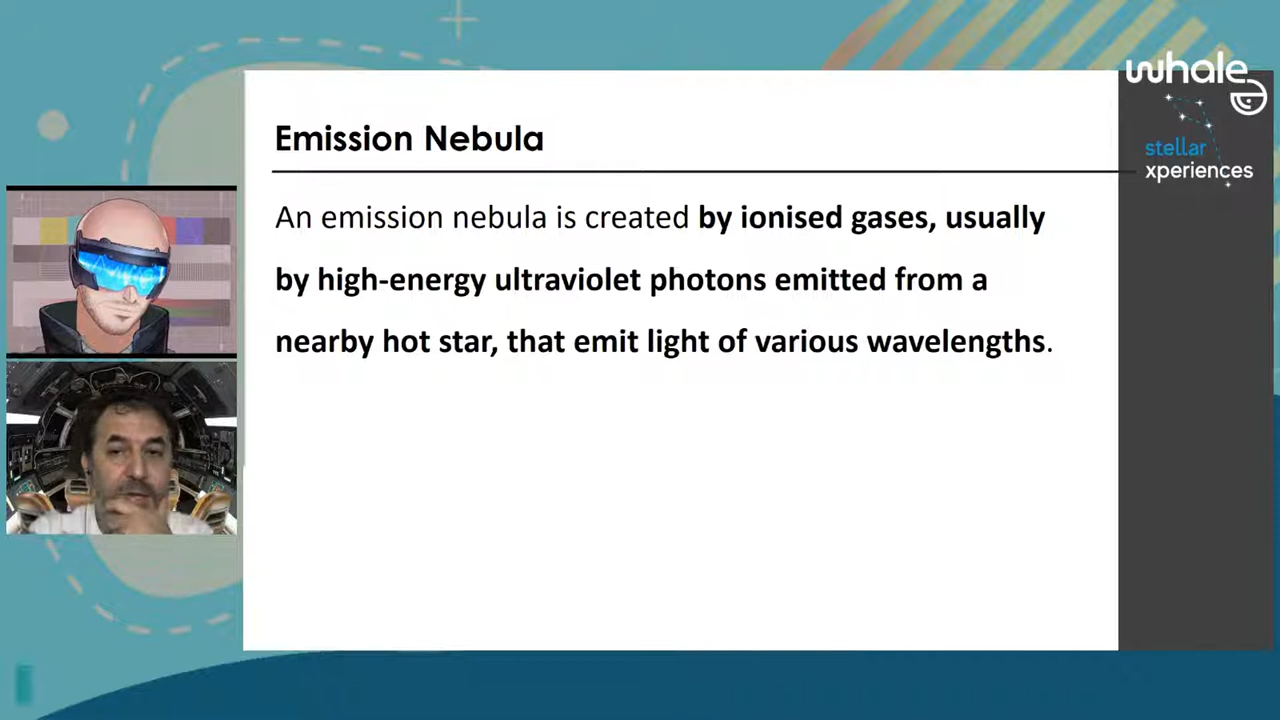 whale
stellar
xperiences
Emission Nebula
An emission nebula is created by ionised gases, usually
by high-energy ultraviolet photons emitted from a
nearby hot star, that emit light of various wavelengths.